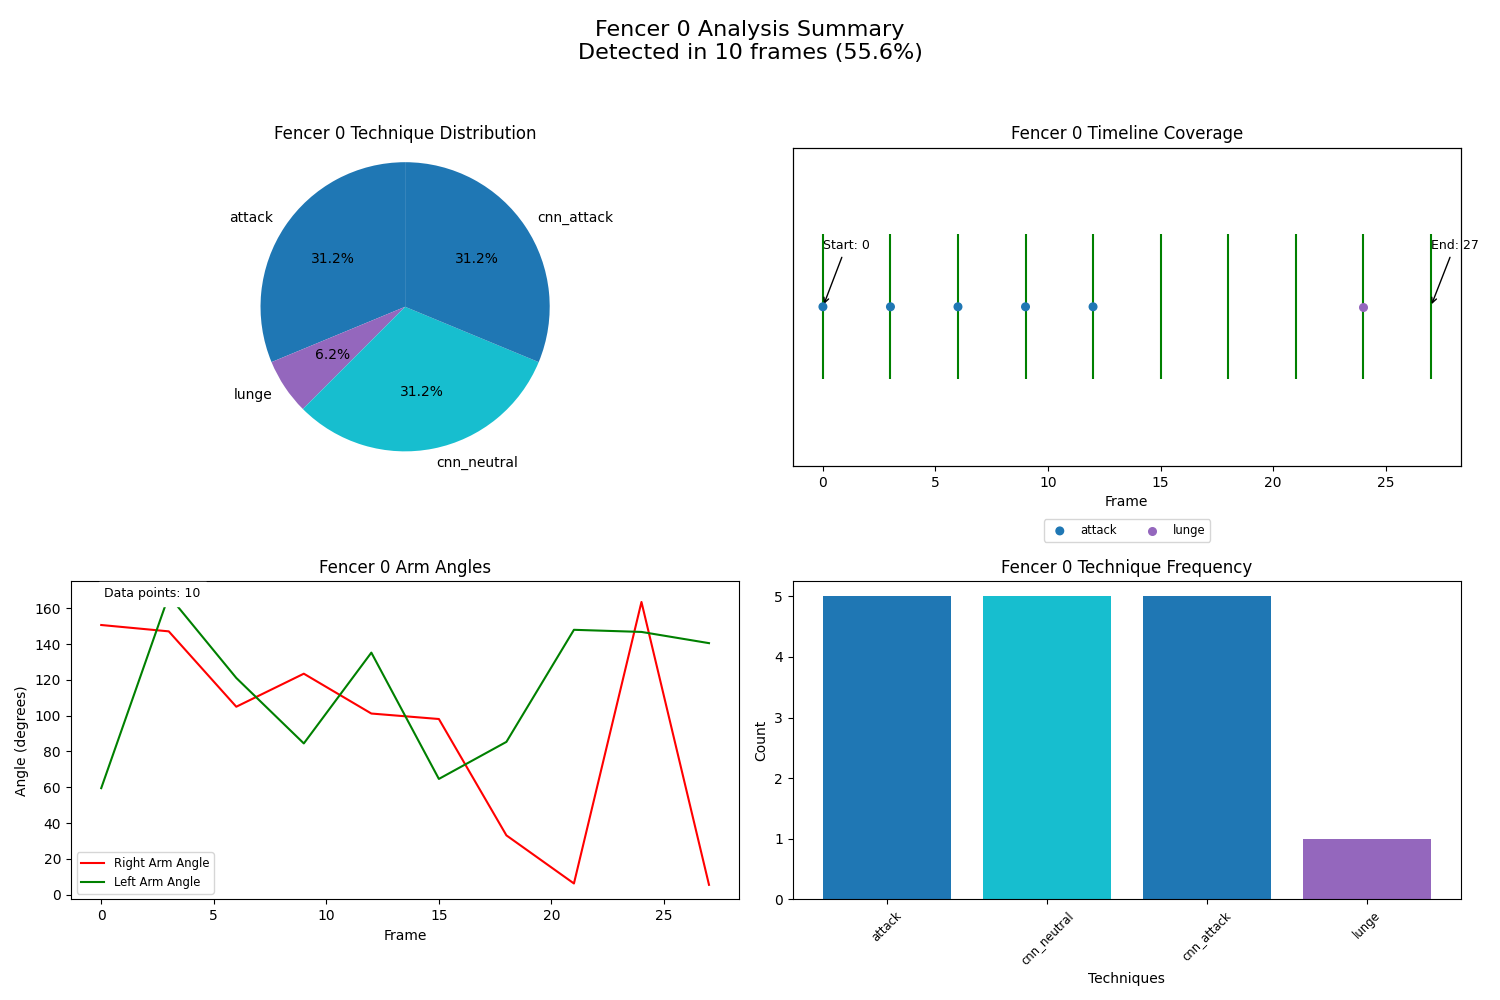 Fencer 0 Analysis Summary
Detected in 10 frames (55.6%)
Fencer 0 Technique Distribution
attack
cnn_attack
31.2%
31.2%
6.2%
31.2%
lunge
cnn_neutral
Fencer 0 Timeline Coverage
Start: 0
End: 27
0 5 10 15 20 25
Frame
attack lunge
Fencer 0 Arm Angles
Data points: 10
160
140
120
100
80
60
40
20
0
Angle (degrees)
Right Arm Angle
Left Arm Angle
0 5 10 15 20 25
Frame
Fencer 0 Technique Frequency
5
4
3
2
1
0
Count
attack
cnn_neutral
cnn_attack
lunge
Techniques